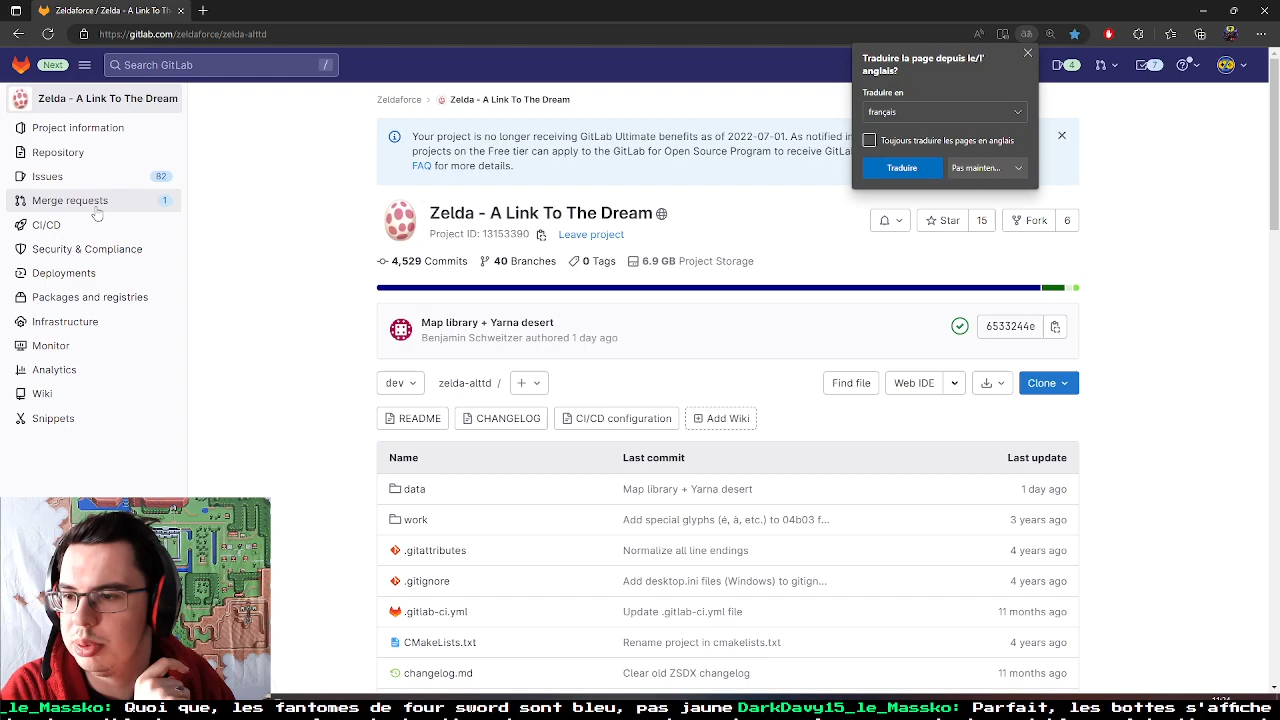 Zeldaforce / Zelda - A Link To Th
https://gitlab.com/zeldaforce/zelda-alttd
Next
Search GitLab /
4
7
Traduire la page depuis le/l'
anglais?
Traduire en
français
Toujours traduire les pages en anglais
Traduire
Pas mainten...
Zelda - A Link To The Dream
Project information
Repository
Issues 82
Merge requests 1
CI/CD
Security & Compliance
Deployments
Packages and registries
Infrastructure
Monitor
Analytics
Wiki
Snippets
Zeldaforce › Zelda - A Link To The Dream
Your project is no longer receiving GitLab Ultimate benefits as of 2022-07-01. As notified in
projects on the Free tier can apply to the GitLab for Open Source Program to receive GitLa
FAQ for more details.
Zelda - A Link To The Dream
Project ID: 13153390
Leave project
Star 15
Fork 6
4,529 Commits 40 Branches 0 Tags 6.9 GB Project Storage
Map library + Yarna desert
Benjamin Schweitzer authored 1 day ago
6533244e
dev
zelda-alttd /
+
Find file
Web IDE
Clone
README
CHANGELOG
CI/CD configuration
Add Wiki
Name Last commit Last update
data Map library + Yarna desert 1 day ago
work Add special glyphs (é, à, etc.) to 04b03 f... 3 years ago
.gitattributes Normalize all line endings 4 years ago
.gitignore Add desktop.ini files (Windows) to gitign... 4 years ago
.gitlab-ci.yml Update .gitlab-ci.yml file 11 months ago
CMakeLists.txt Rename project in cmakelists.txt 4 years ago
changelog.md Clear old ZSDX changelog 11 months ago
_le_Massko: Quoi que, les fantomes de four sword sont bleu, pas jaune DarkDavy15_le_Massko: Parfait, les bottes s'affiche